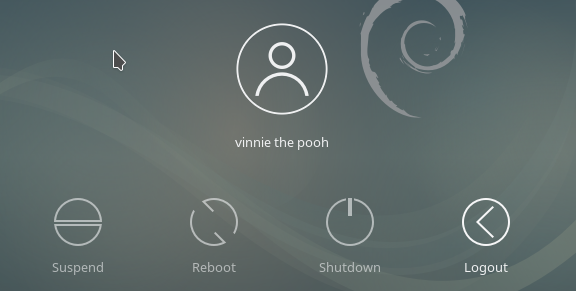 vinnie the pooh
Suspend
Reboot
Shutdown
Logout